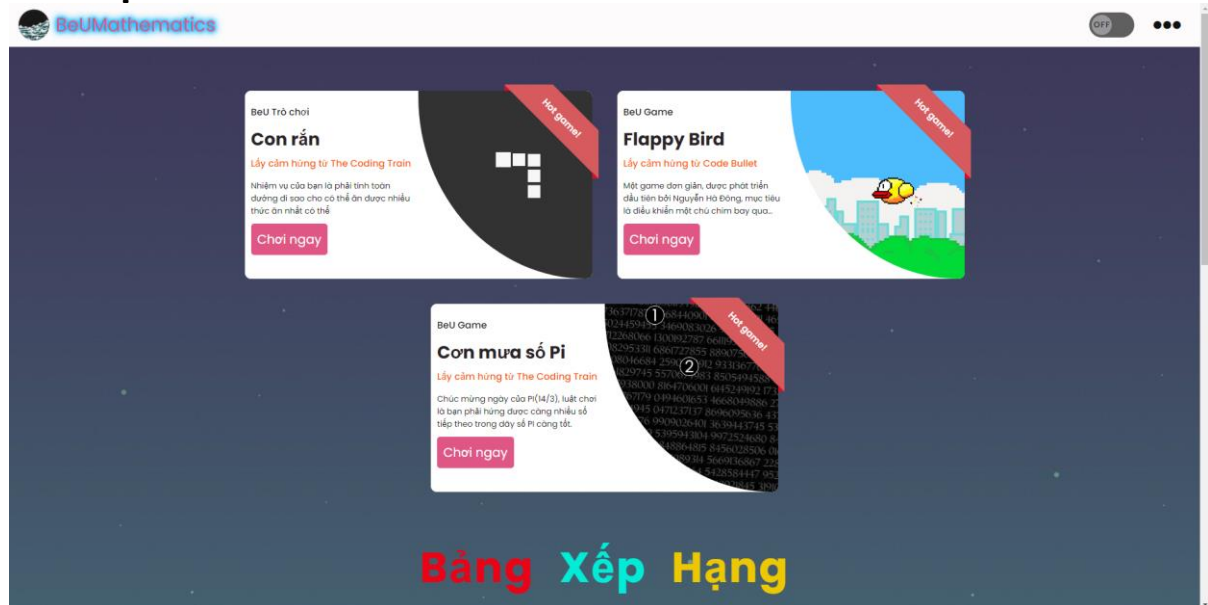 BeUMathematics
OFF
BeU Trò chơi
Con rắn
Lấy cảm hứng từ The Coding Train
Nhiệm vụ của bạn là phải tính toán
đường đi sao cho có thể ăn được nhiều
thức ăn nhất có thể
Chơi ngay
Hot game!
BeU Game
Flappy Bird
Lấy cảm hứng từ Code Bullet
Một game đơn giản, được phát triển
đầu tiên bởi Nguyễn Hà Đông, mục tiêu
là điều khiển một chú chim bay qua...
Chơi ngay
Hot game!
BeU Game
Cơn mưa số Pi
Lấy cảm hứng từ The Coding Train
Chúc mừng ngày của PI(14/3), luật chơi
là bạn phải hứng được càng nhiều số
tiếp theo trong dãy số PI càng tốt.
Chơi ngay
1
2
Hot game!
Bảng Xếp Hạng